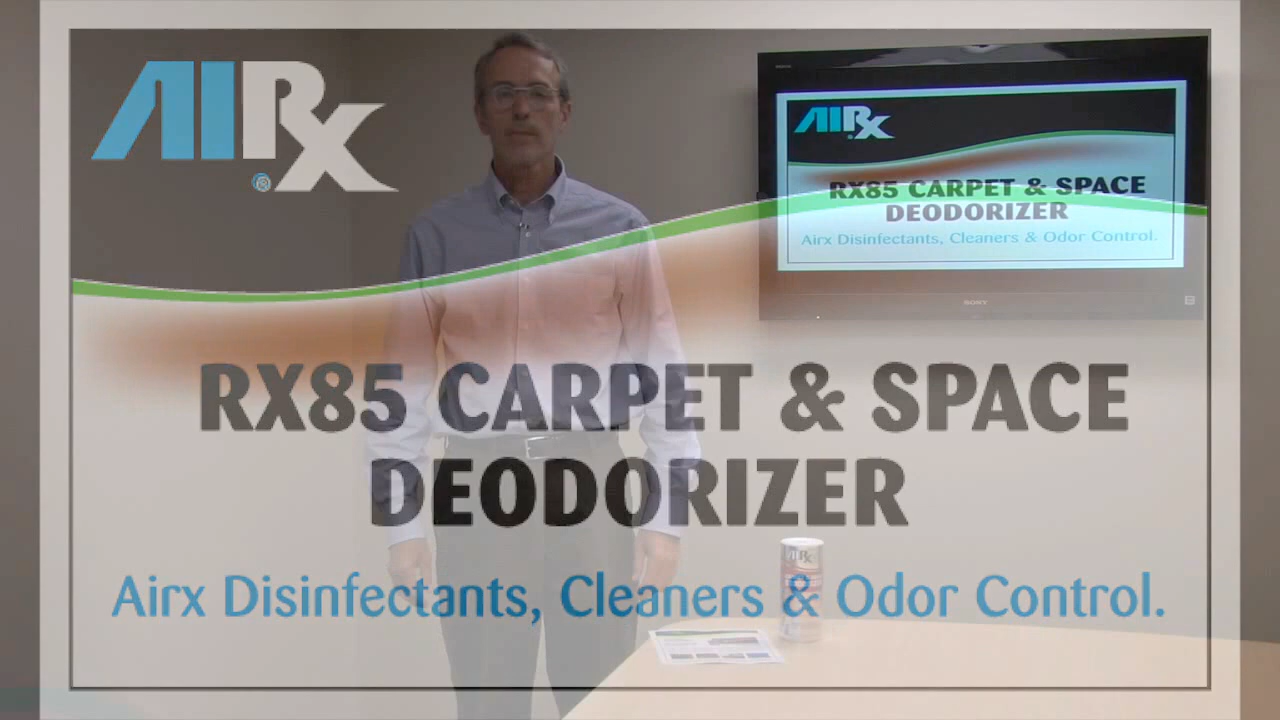 AIRx
AIRx
RX85 CARPET & SPACE
DEODORIZER
Airx Disinfectants, Cleaners & Odor Control.
SONY
RX85 CARPET & SPACE
DEODORIZER
Airx Disinfectants, Cleaners & Odor Control.
AIRx